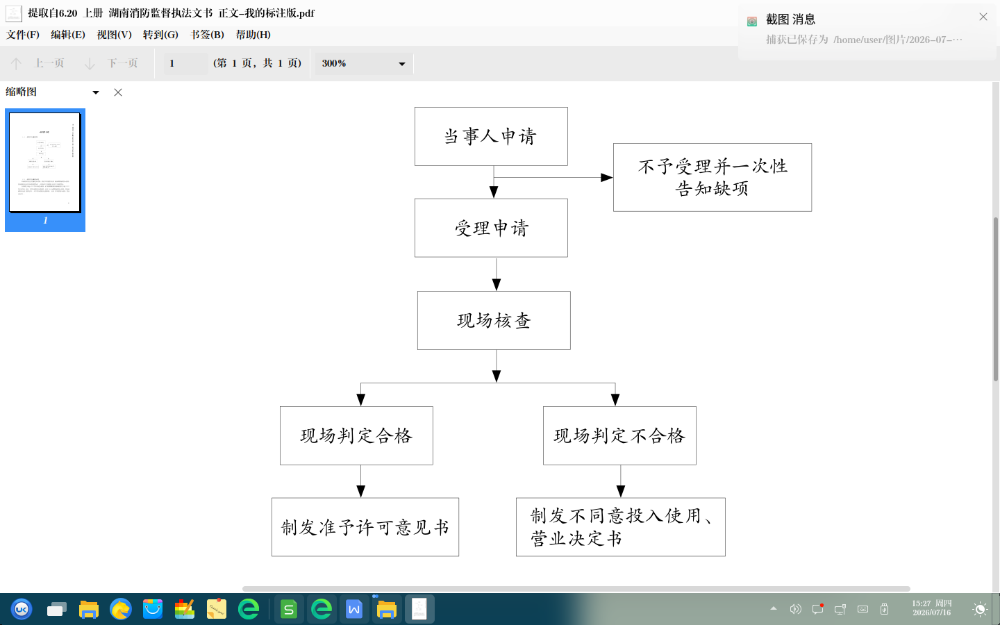 提取自6.20 上册 湖南消防监督执法文书 正文-我的标注版.pdf
截图 消息
捕获已保存为 /home/user/图片/2026-07-…
文件(F) 编辑(E) 视图(V) 转到(G) 书签(B) 帮助(H)
上一页 下一页 1 (第 1 页，共 1 页) 300%
缩略图
1
当事人申请
不予受理并一次性
告知缺项
受理申请
现场核查
现场判定合格
现场判定不合格
制发准予许可意见书
制发不同意投入使用、
营业决定书
15:27 周四
2026/07/16